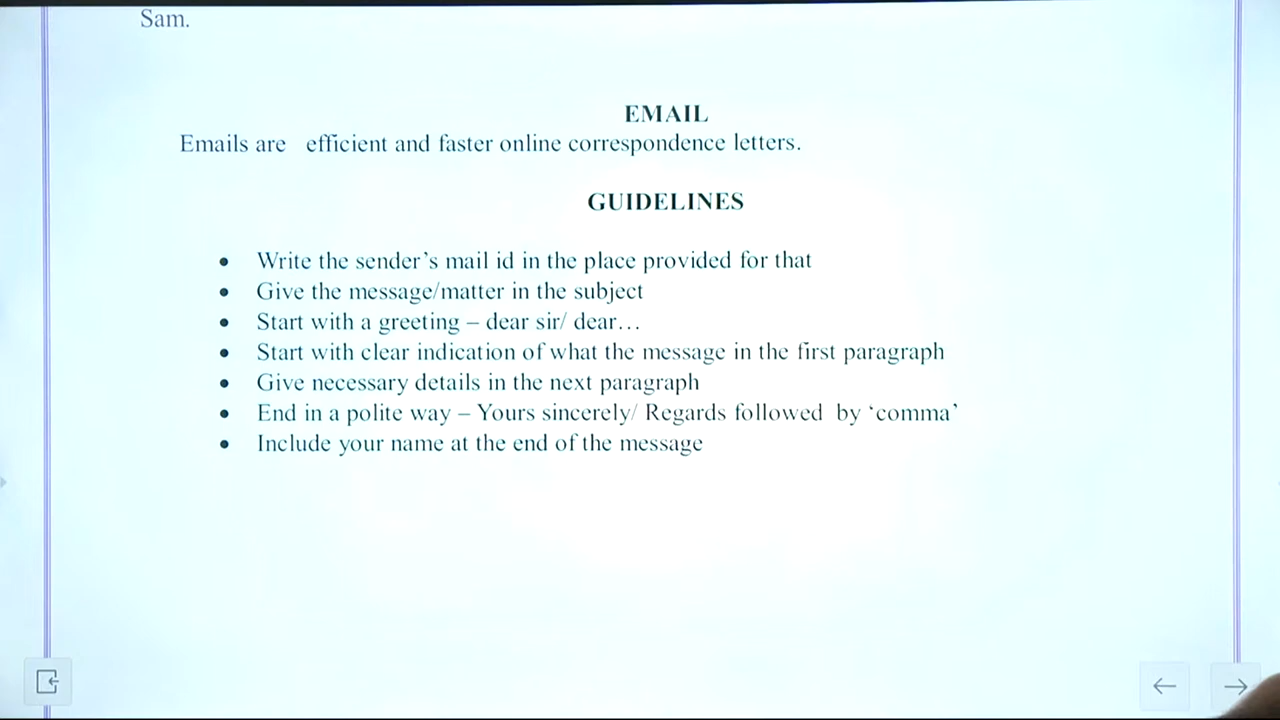 Sam.
EMAIL
Emails are efficient and faster online correspondence letters.
GUIDELINES
• Write the sender’s mail id in the place provided for that
• Give the message/matter in the subject
• Start with a greeting – dear sir/ dear…
• Start with clear indication of what the message in the first paragraph
• Give necessary details in the next paragraph
• End in a polite way – Yours sincerely/ Regards followed by ‘comma’
• Include your name at the end of the message